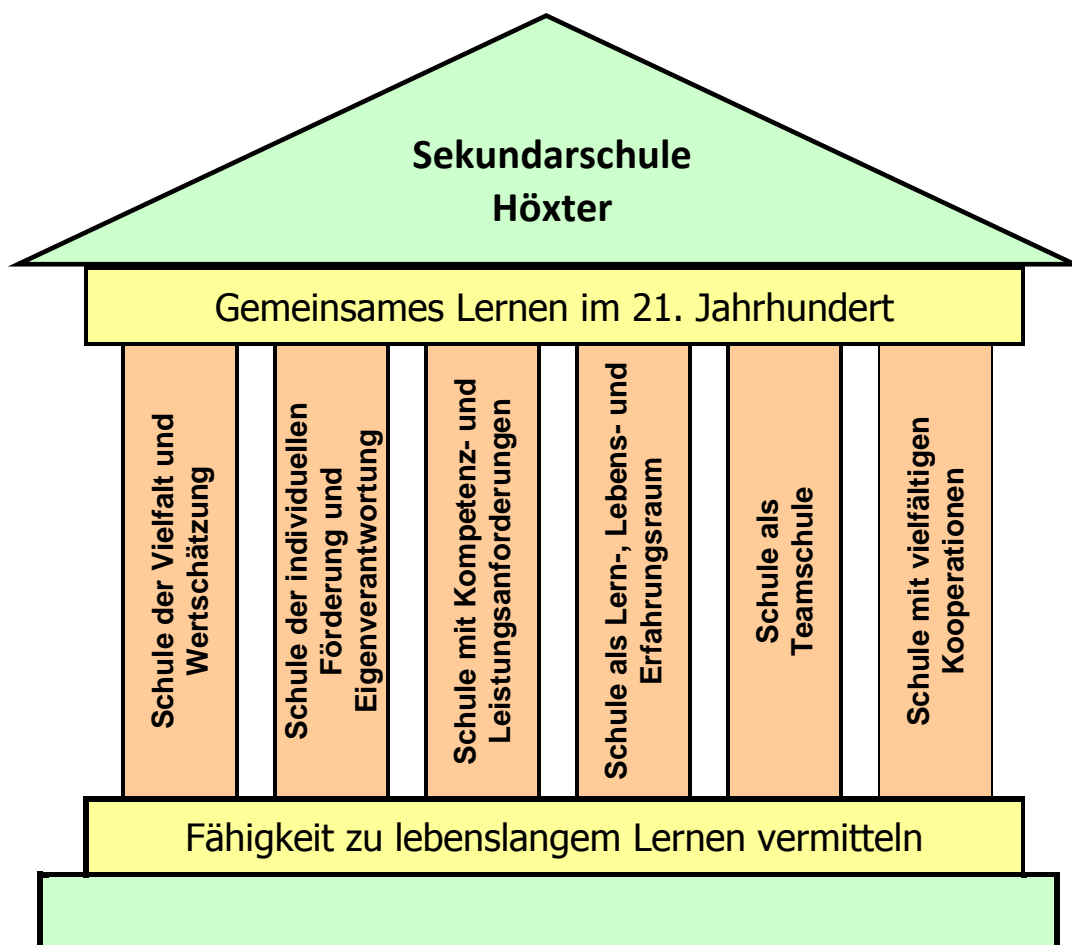 Sekundarschule
Höxter
Gemeinsames Lernen im 21. Jahrhundert
Schule der Vielfalt und
Wertschätzung
Schule der individuellen
Förderung und
Eigenverantwortung
Schule mit Kompetenz- und
Leistungsanforderungen
Schule als Lern-, Lebens- und
Erfahrungsraum
Schule als
Teamschule
Schule mit vielfältigen
Kooperationen
Fähigkeit zu lebenslangem Lernen vermitteln